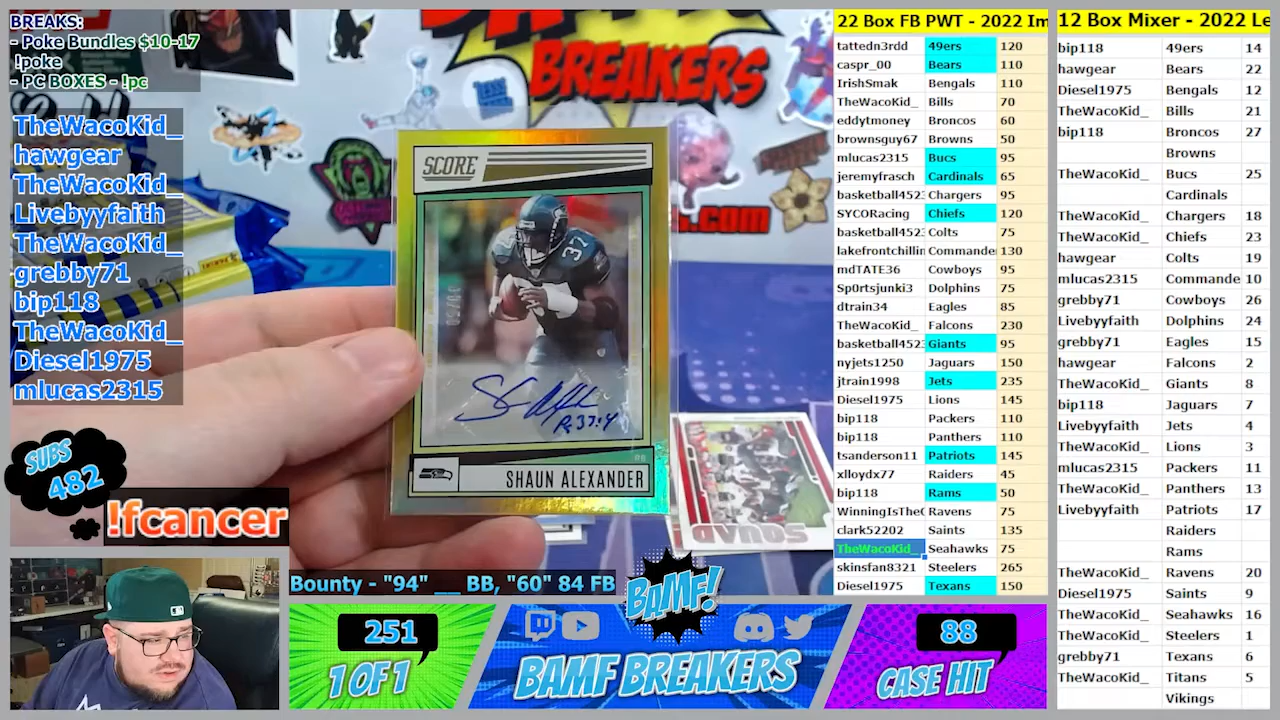 BREAKS:
- Poke Bundles $10-17
!poke
- PC BOXES - !pc
TheWacoKid_
hawgear
TheWacoKid_
Livebyyfaith
TheWacoKid_
grebby71
bip118
TheWacoKid_
Diesel1975
mlucas2315
SUBS
482
!fcancer
BREAKERS
SCORE
37
RB
SHAUN ALEXANDER
Bounty - "94" __ BB, "60" 84 FB
BAMF!
251
1 OF 1
BAMF BREAKERS
88
CASE HIT
22 Box FB PWT - 2022 Im
tattedn3rdd 49ers 120
caspr_00 Bears 110
IrishSmak Bengals 110
TheWacoKid_ Bills 70
eddytmoney Broncos 60
brownsguy67 Browns 50
mlucas2315 Bucs 95
jeremyfrasch Cardinals 65
basketball4523 Chargers 95
SYCORacing Chiefs 120
basketball4523 Colts 75
lakefrontchillin Commande 130
mdTATE36 Cowboys 95
Sp0rtsjunki3 Dolphins 75
dtrain34 Eagles 85
TheWacoKid_ Falcons 230
basketball4523 Giants 95
nyjets1250 Jaguars 150
jtrain1998 Jets 235
Diesel1975 Lions 145
bip118 Packers 110
bip118 Panthers 110
tsanderson11 Patriots 145
xlloydx77 Raiders 45
bip118 Rams 50
WinningIsThe Ravens 75
clark52202 Saints 135
TheWacoKid_ Seahawks 75
skinsfan8321 Steelers 265
Diesel1975 Texans 150
12 Box Mixer - 2022 Le
bip118 49ers 14
hawgear Bears 22
Diesel1975 Bengals 12
TheWacoKid_ Bills 21
bip118 Broncos 27
Browns
TheWacoKid_ Bucs 25
Cardinals
TheWacoKid_ Chargers 18
TheWacoKid_ Chiefs 23
hawgear Colts 19
mlucas2315 Commande 10
grebby71 Cowboys 26
Livebyyfaith Dolphins 24
grebby71 Eagles 15
hawgear Falcons 2
TheWacoKid_ Giants 8
bip118 Jaguars 7
Livebyyfaith Jets 4
TheWacoKid_ Lions 3
mlucas2315 Packers 11
TheWacoKid_ Panthers 13
Livebyyfaith Patriots 17
Raiders
Rams
TheWacoKid_ Ravens 20
Diesel1975 Saints 9
TheWacoKid_ Seahawks 16
TheWacoKid_ Steelers 1
grebby71 Texans 6
TheWacoKid_ Titans 5
Vikings